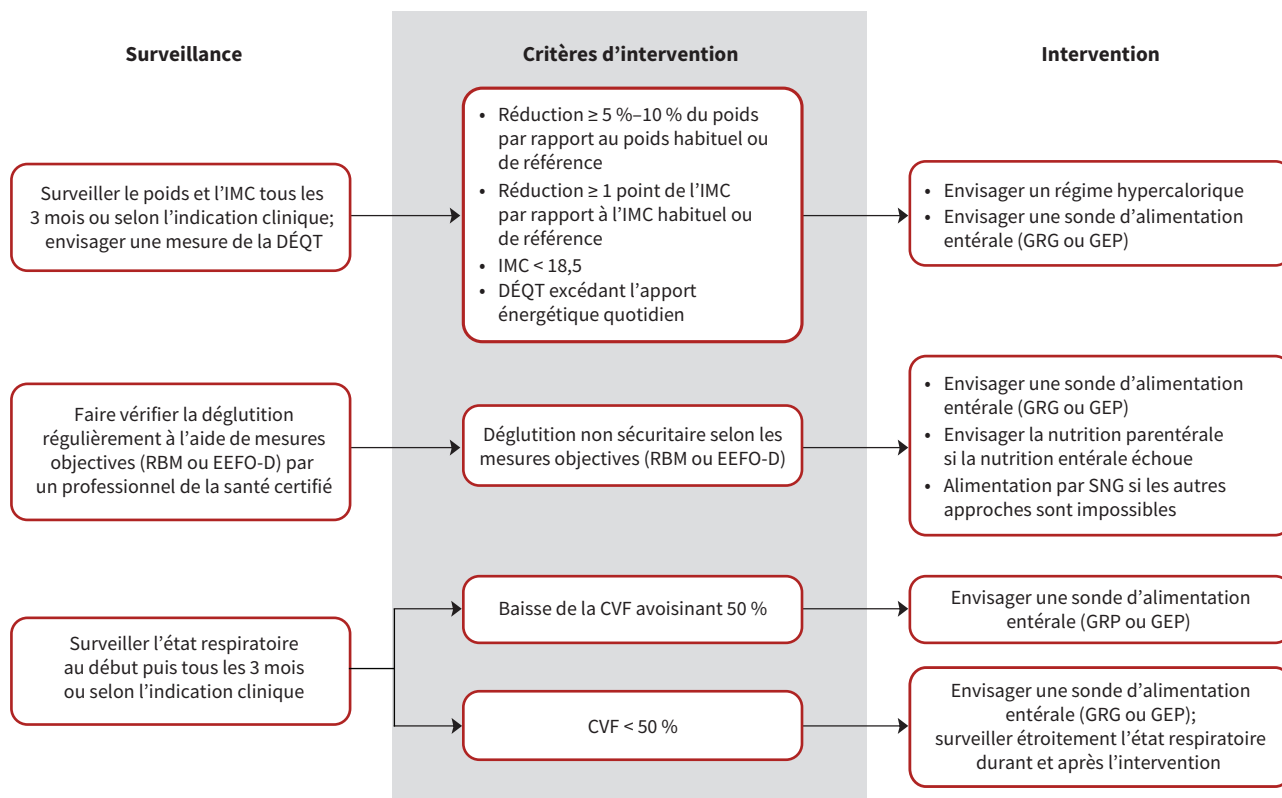 Surveillance
Critères d’intervention
Intervention
Surveiller le poids et l’IMC tous les
3 mois ou selon l’indication clinique;
envisager une mesure de la DÉQT
• Réduction ≥ 5 %–10 % du poids
par rapport au poids habituel ou
de référence
• Réduction ≥ 1 point de l’IMC
par rapport à l’IMC habituel ou
de référence
• IMC < 18,5
• DÉQT excédant l’apport
énergétique quotidien
• Envisager un régime hypercalorique
• Envisager une sonde d’alimentation
entérale (GRG ou GEP)
Faire vérifier la déglutition
régulièrement à l’aide de mesures
objectives (RBM ou EEFO-D) par
un professionnel de la santé certifié
Déglutition non sécuritaire selon les
mesures objectives (RBM ou EEFO-D)
• Envisager une sonde d’alimentation
entérale (GRG ou GEP)
• Envisager la nutrition parentérale
si la nutrition entérale échoue
• Alimentation par SNG si les autres
approches sont impossibles
Surveiller l’état respiratoire
au début puis tous les 3 mois
ou selon l’indication clinique
Baisse de la CVF avoisinant 50 %
Envisager une sonde d’alimentation
entérale (GRP ou GEP)
CVF < 50 %
Envisager une sonde d’alimentation
entérale (GRG ou GEP);
surveiller étroitement l’état respiratoire
durant et après l’intervention